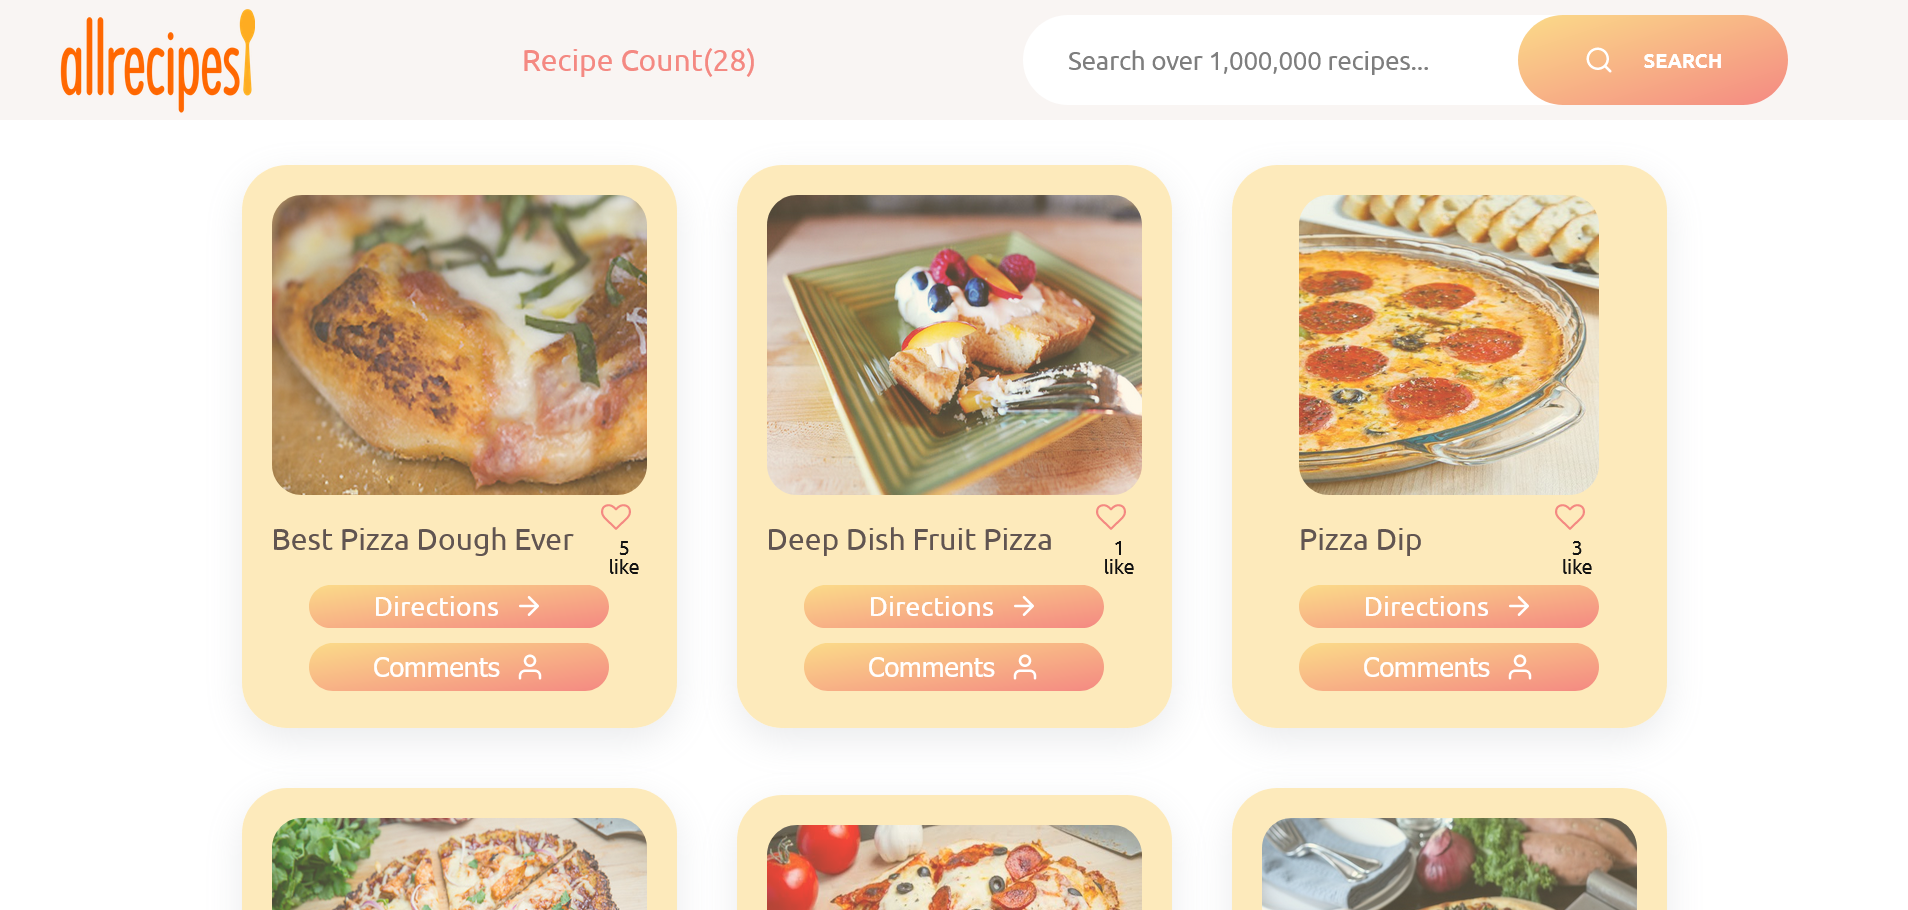 allrecipes
Recipe Count(28)
Search over 1,000,000 recipes...
SEARCH
Best Pizza Dough Ever
5
like
Directions
Comments
Deep Dish Fruit Pizza
1
like
Directions
Comments
Pizza Dip
3
like
Directions
Comments